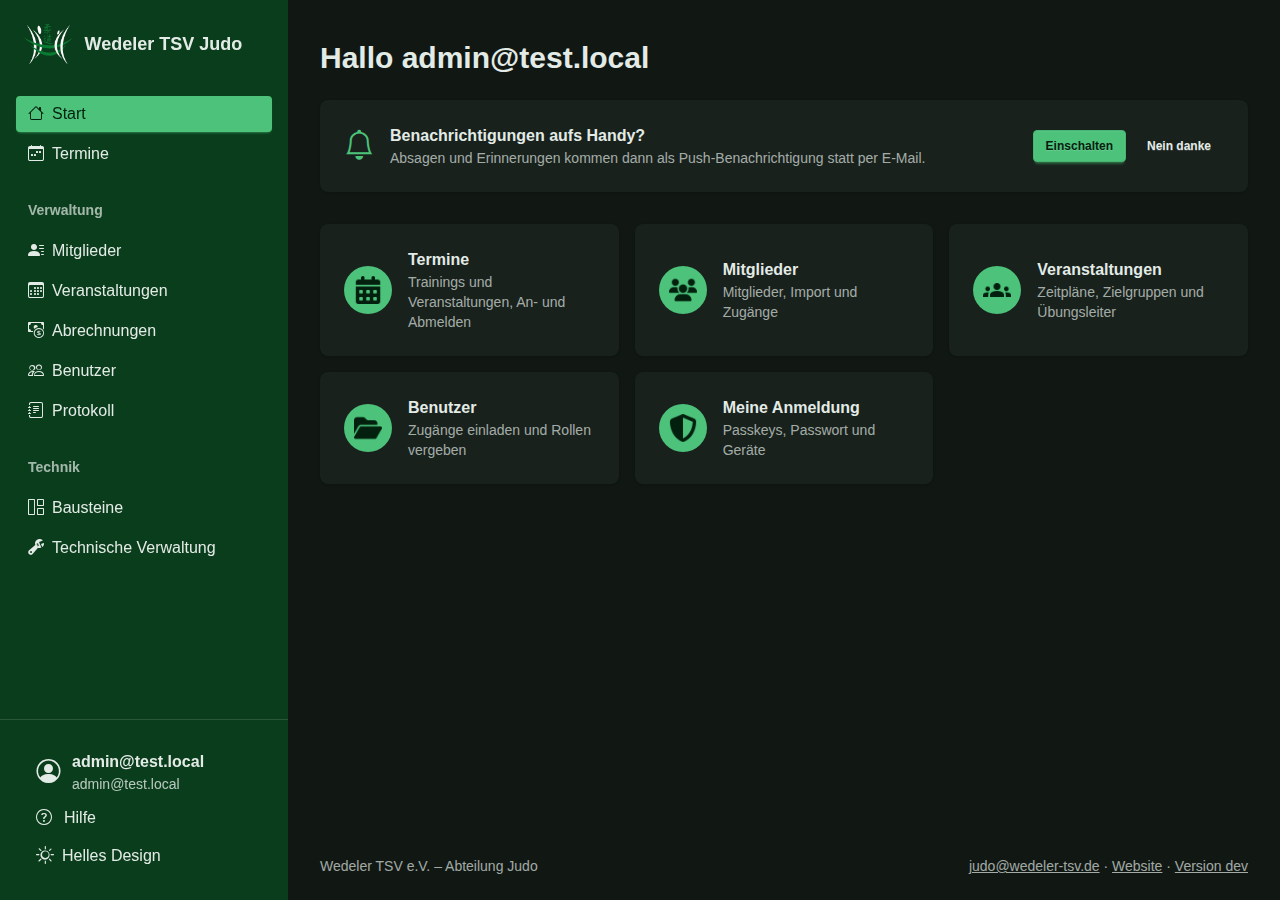 Wedeler TSV Judo
Start
Termine
Verwaltung
Mitglieder
Veranstaltungen
Abrechnungen
Benutzer
Protokoll
Technik
Bausteine
Technische Verwaltung
admin@test.local
admin@test.local
Hilfe
Helles Design
Hallo admin@test.local
Benachrichtigungen aufs Handy?
Absagen und Erinnerungen kommen dann als Push-Benachrichtigung statt per E-Mail.
Einschalten
Nein danke
Termine
Trainings und
Veranstaltungen, An- und
Abmelden
Mitglieder
Mitglieder, Import und
Zugänge
Veranstaltungen
Zeitpläne, Zielgruppen und
Übungsleiter
Benutzer
Zugänge einladen und Rollen
vergeben
Meine Anmeldung
Passkeys, Passwort und
Geräte
Wedeler TSV e.V. – Abteilung Judo
judo@wedeler-tsv.de · Website · Version dev